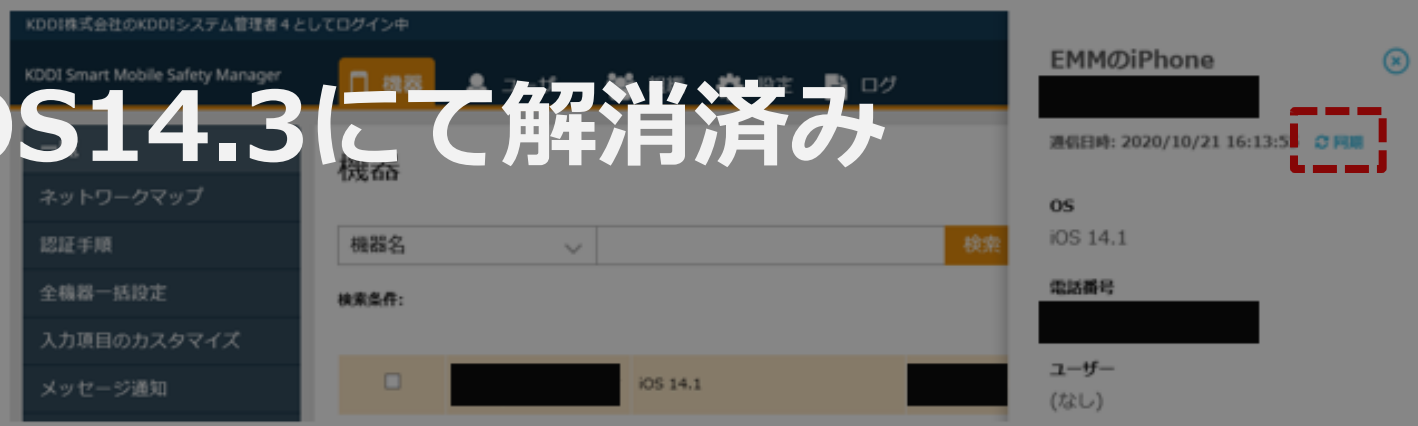 KDDI株式会社のKDDIシステム管理者4としてログイン中
KDDI Smart Mobile Safety Manager
機器
ログ
OS14.3にて解消済み
ネットワークマップ
認証手順
全機器一括設定
入力項目のカスタマイズ
メッセージ通知
機器
機器名
検索
検索条件:
iOS 14.1
EMMのiPhone
通信日時: 2020/10/21 16:13:5
同期
OS
iOS 14.1
電話番号
ユーザー
(なし)